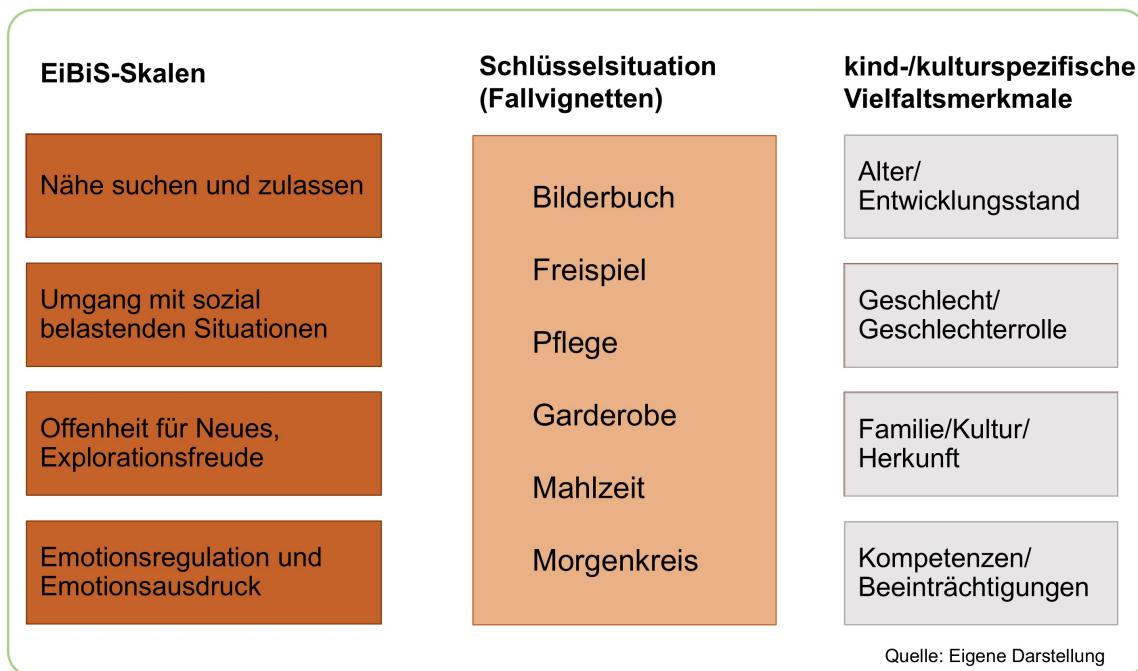 EiBiS-Skalen
Nähe suchen und zulassen
Umgang mit sozial
belastenden Situationen
Offenheit für Neues,
Explorationsfreude
Emotionsregulation und
Emotionsausdruck
Schlüsselsituation
(Fallvignetten)
Bilderbuch
Freispiel
Pflege
Garderobe
Mahlzeit
Morgenkreis
kind-/kulturspezifische
Vielfaltsmerkmale
Alter/
Entwicklungsstand
Geschlecht/
Geschlechterrolle
Familie/Kultur/
Herkunft
Kompetenzen/
Beeinträchtigungen
Quelle: Eigene Darstellung